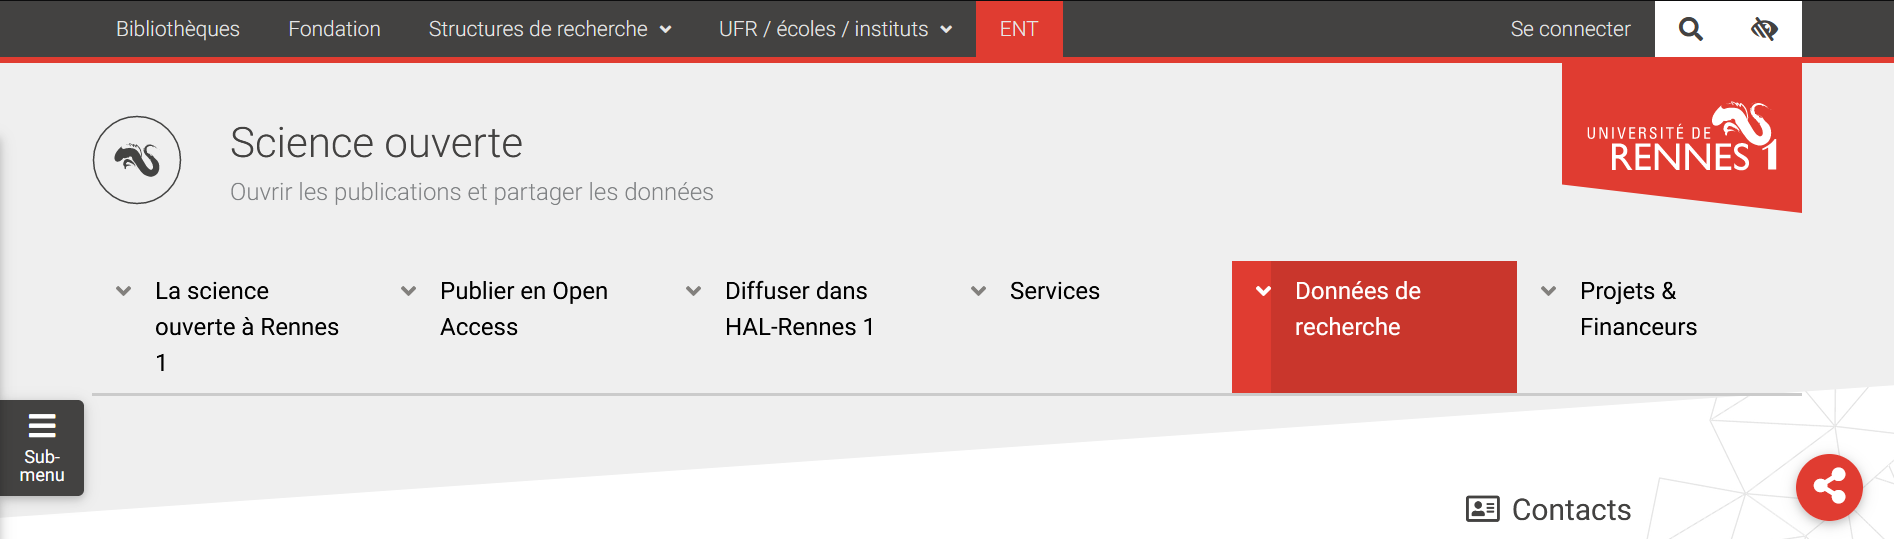 Bibliothèques Fondation Structures de recherche UFR / écoles / instituts ENT Se connecter
Science ouverte
Ouvrir les publications et partager les données
UNIVERSITÉ DE
RENNES 1
La science
ouverte à Rennes
1
Publier en Open
Access
Diffuser dans
HAL-Rennes 1
Services
Données de
recherche
Projets &
Financeurs
Sub-
menu
Contacts